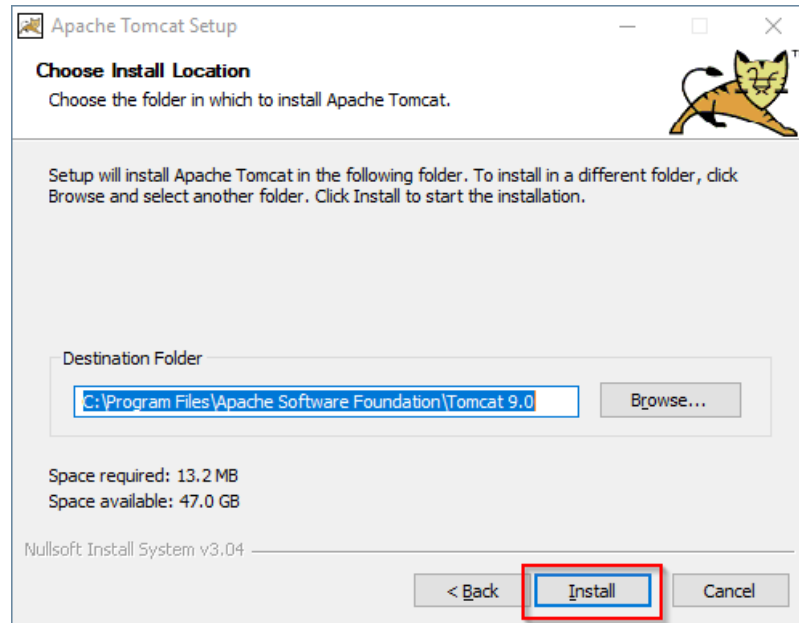 Apache Tomcat Setup
Choose Install Location
Choose the folder in which to install Apache Tomcat.
Setup will install Apache Tomcat in the following folder. To install in a different folder, click
Browse and select another folder. Click Install to start the installation.
Destination Folder
C:\Program Files\Apache Software Foundation\Tomcat 9.0
Browse...
Space required: 13.2 MB
Space available: 47.0 GB
Nullsoft Install System v3.04
< Back
Install
Cancel